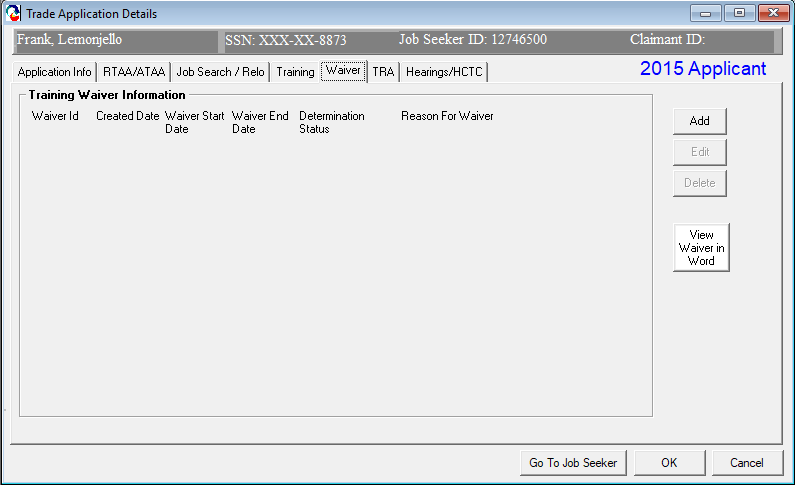 Trade Application Details
Frank, Lemonjello SSN: XXX-XX-8873 Job Seeker ID: 12746500 Claimant ID:
Application Info RTAA/ATAA Job Search / Relo Training Waiver TRA Hearings/HCTC
2015 Applicant
Training Waiver Information
Waiver Id Created Date Waiver Start Date Waiver End Date Determination Status Reason For Waiver
Add
Edit
Delete
View
Waiver in
Word
Go To Job Seeker OK Cancel